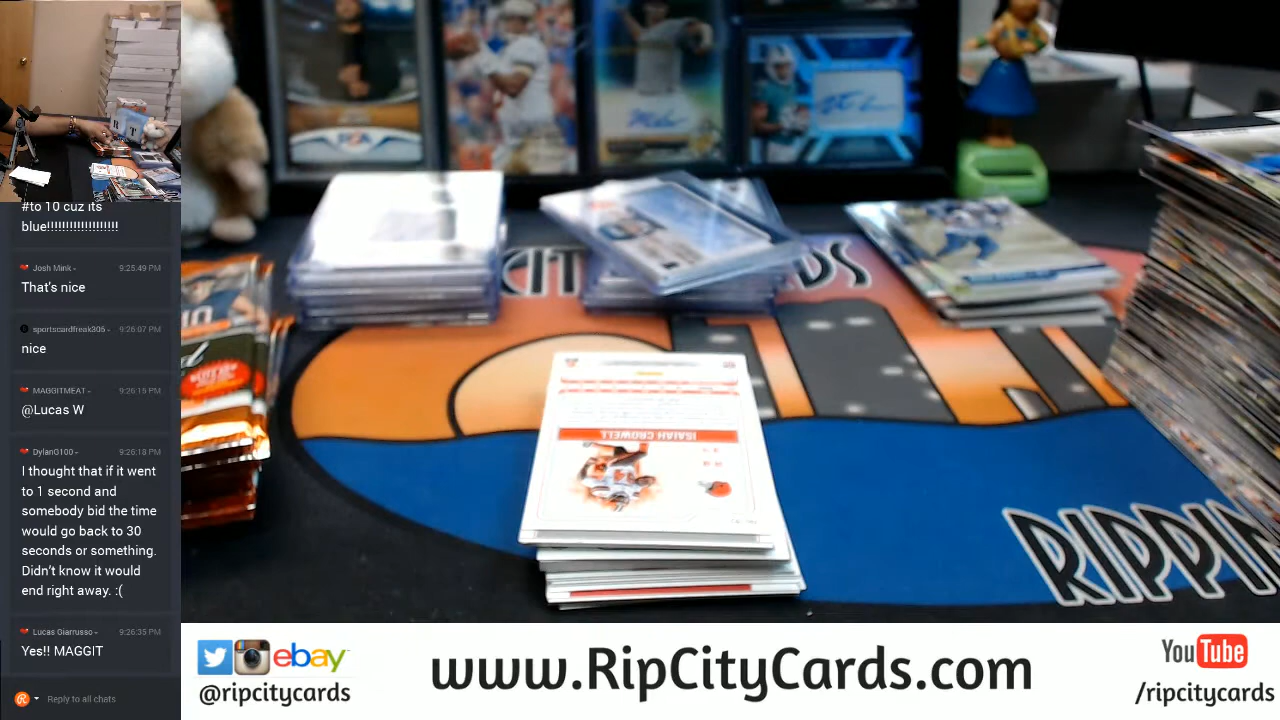 #to 10 cuz its
blue!!!!!!!!!!!!!!!!!!!
Josh Mink - 9:25:49 PM
That's nice
sportscardfreak306 - 9:26:07 PM
nice
MAGGITMEAT - 9:26:15 PM
@Lucas W
DylanG100 - 9:26:18 PM
I thought that if it went
to 1 second and
somebody bid the time
would go back to 30
seconds or something.
Didn't know it would
end right away. :(
Lucas Giarrusso - 9:26:35 PM
Yes!! MAGGIT
Reply to all chats
R T
ISAIAH CROWELL
RIPPIN
ebay
@ripcitycards
www.RipCityCards.com
YouTube
/ripcitycards